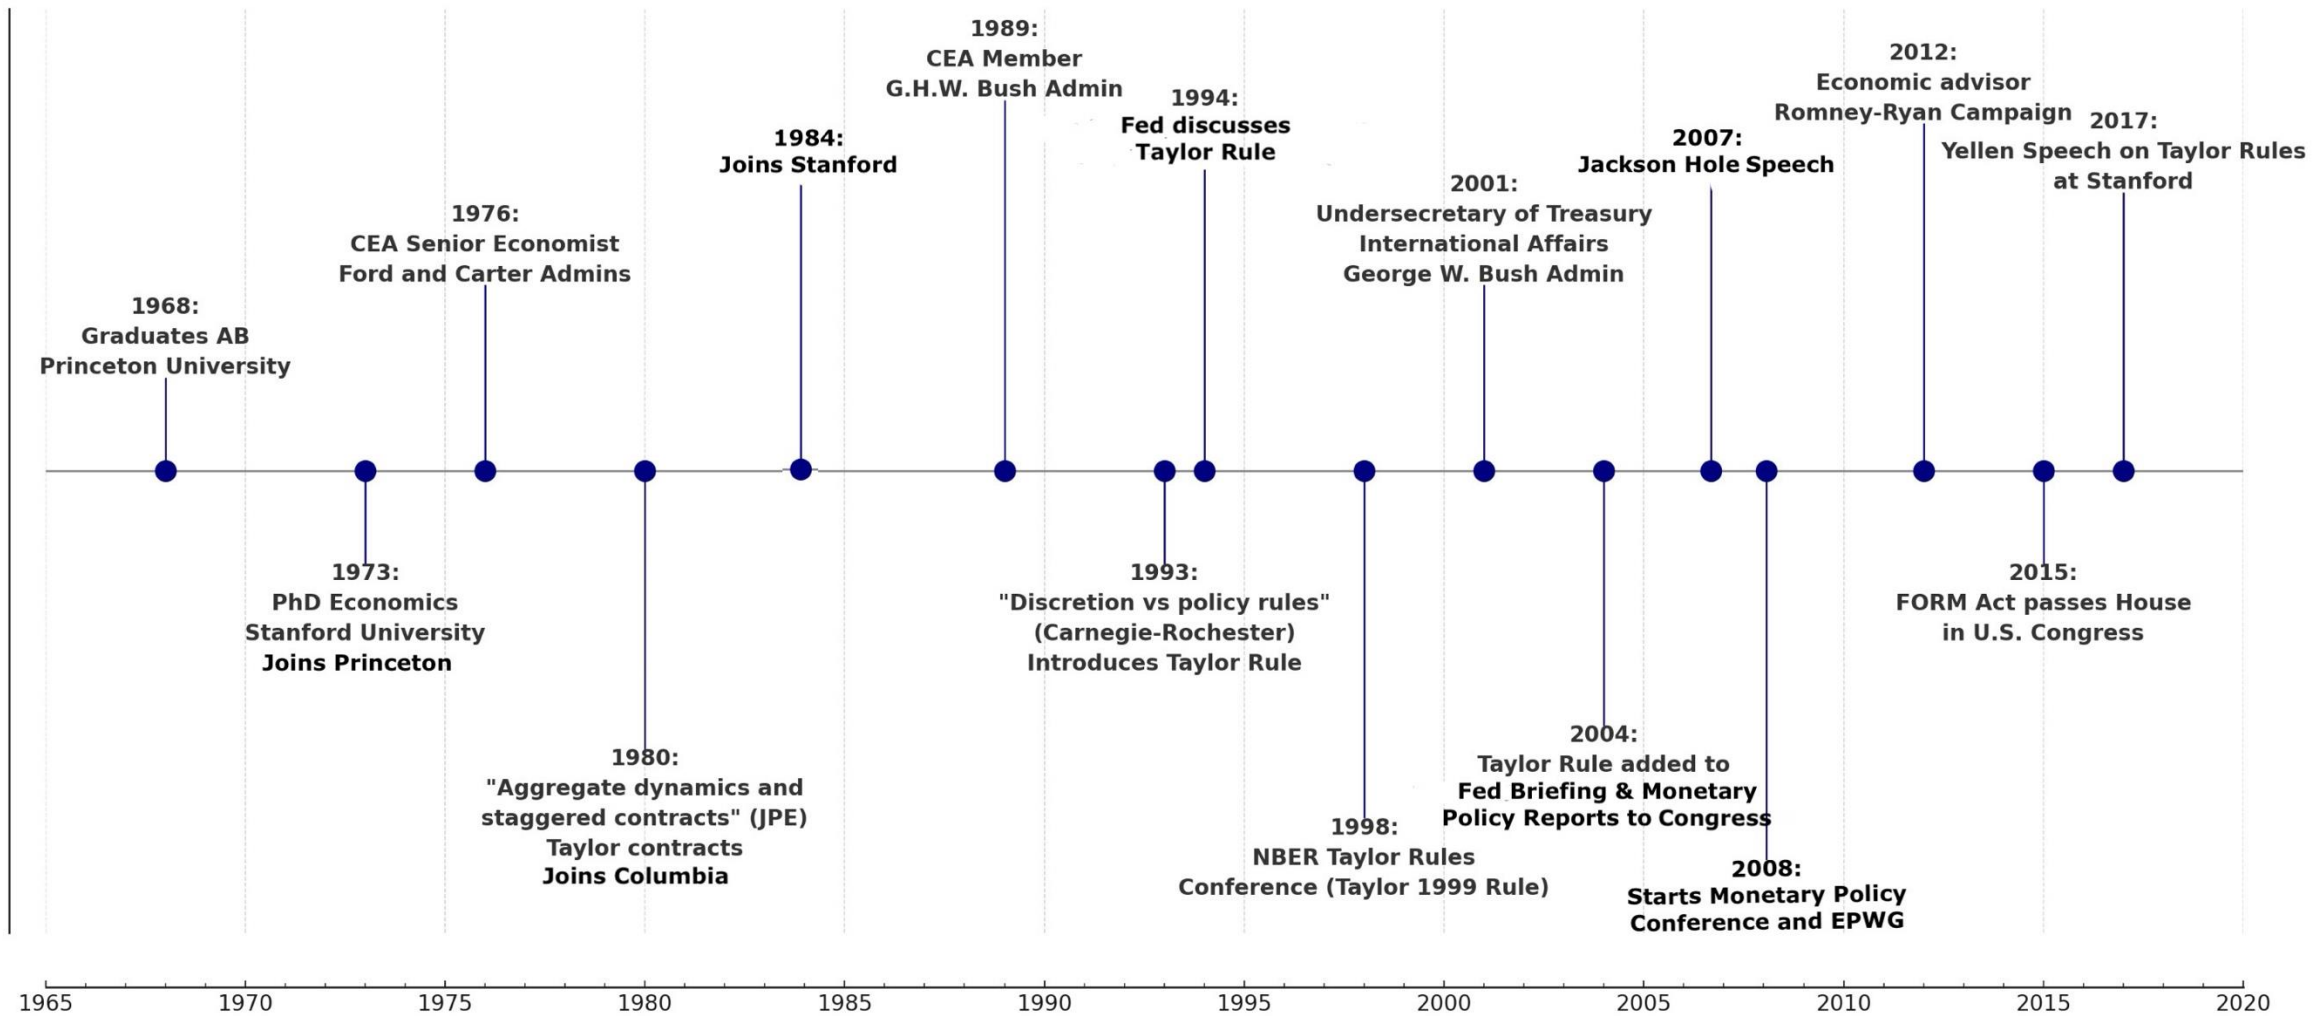 1989:
CEA Member
G.H.W. Bush Admin
2012:
Economic advisor
Romney-Ryan Campaign
1994:
Fed discusses
Taylor Rule
2017:
Yellen Speech on Taylor Rules
at Stanford
1984:
Joins Stanford
2007:
Jackson Hole Speech
2001:
Undersecretary of Treasury
International Affairs
George W. Bush Admin
1976:
CEA Senior Economist
Ford and Carter Admins
1968:
Graduates AB
Princeton University
1973:
PhD Economics
Stanford University
Joins Princeton
1993:
"Discretion vs policy rules"
(Carnegie-Rochester)
Introduces Taylor Rule
2015:
FORM Act passes House
in U.S. Congress
1980:
"Aggregate dynamics and
staggered contracts" (JPE)
Taylor contracts
Joins Columbia
2004:
Taylor Rule added to
Fed Briefing & Monetary
Policy Reports to Congress
1998:
NBER Taylor Rules
Conference (Taylor 1999 Rule)
2008:
Starts Monetary Policy
Conference and EPWG
1965 1970 1975 1980 1985 1990 1995 2000 2005 2010 2015 2020